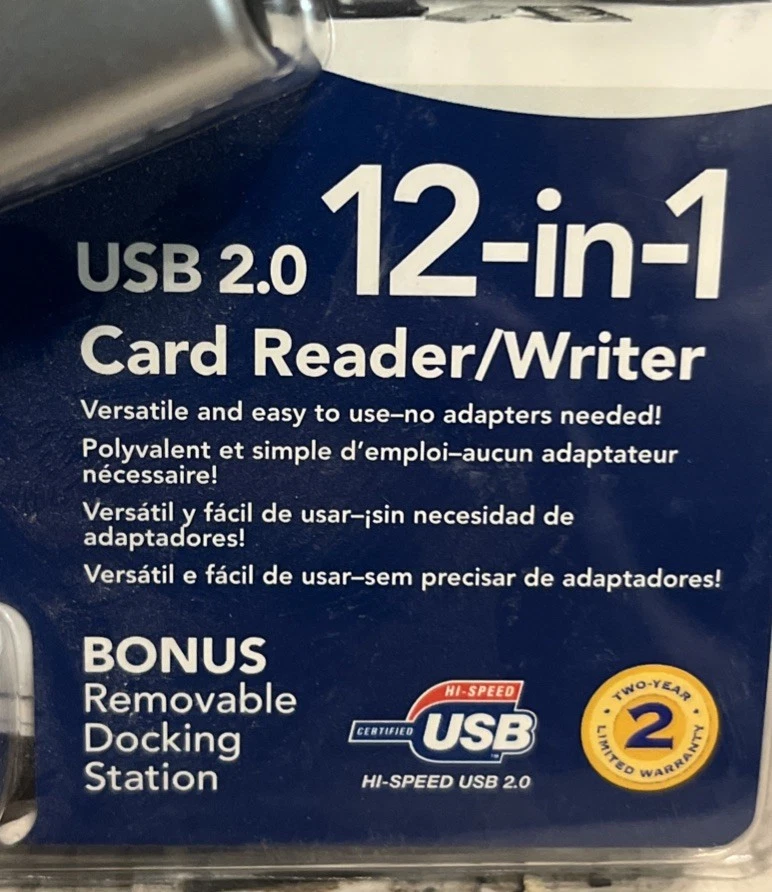 USB 2.0 12-in-1
Card Reader/Writer
Versatile and easy to use–no adapters needed!
Polyvalent et simple d'emploi–aucun adaptateur
nécessaire!
Versátil y fácil de usar–¡sin necesidad de
adaptadores!
Versátil e fácil de usar–sem precisar de adaptadores!
BONUS
Removable
Docking
Station
HI-SPEED
CERTIFIED USB
™
HI-SPEED USB 2.0
TWO-YEAR
2
LIMITED WARRANTY